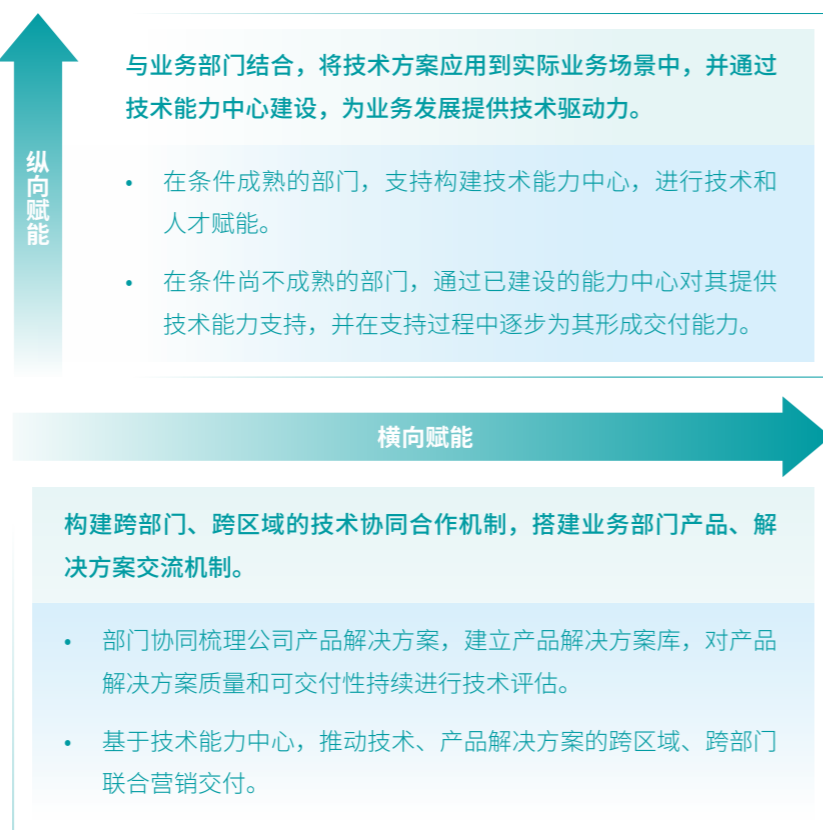 与业务部门结合，将技术方案应用到实际业务场景中，并通过
技术能力中心建设，为业务发展提供技术驱动力。
纵向赋能
• 在条件成熟的部门，支持构建技术能力中心，进行技术和
人才赋能。
• 在条件尚不成熟的部门，通过已建设的能力中心对其提供
技术能力支持，并在支持过程中逐步为其形成交付能力。
横向赋能
构建跨部门、跨区域的技术协同合作机制，搭建业务部门产品、解
决方案交流机制。
• 部门协同梳理公司产品解决方案，建立产品解决方案库，对产品
解决方案质量和可交付性持续进行技术评估。
• 基于技术能力中心，推动技术、产品解决方案的跨区域、跨部门
联合营销交付。